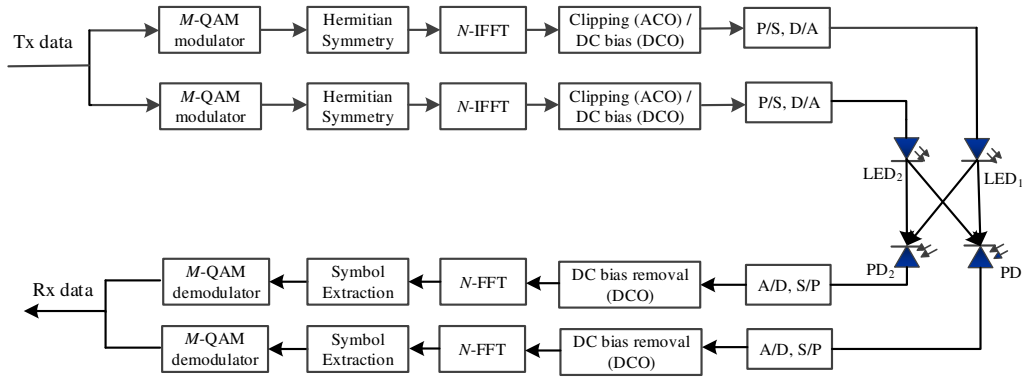 Tx data
M-QAM
modulator
Hermitian
Symmetry
N-IFFT
Clipping (ACO) /
DC bias (DCO)
P/S, D/A
M-QAM
modulator
Hermitian
Symmetry
N-IFFT
Clipping (ACO) /
DC bias (DCO)
P/S, D/A
LED₂
LED₁
PD₂
PD
Rx data
M-QAM
demodulator
Symbol
Extraction
N-FFT
DC bias removal
(DCO)
A/D, S/P
M-QAM
demodulator
Symbol
Extraction
N-FFT
DC bias removal
(DCO)
A/D, S/P